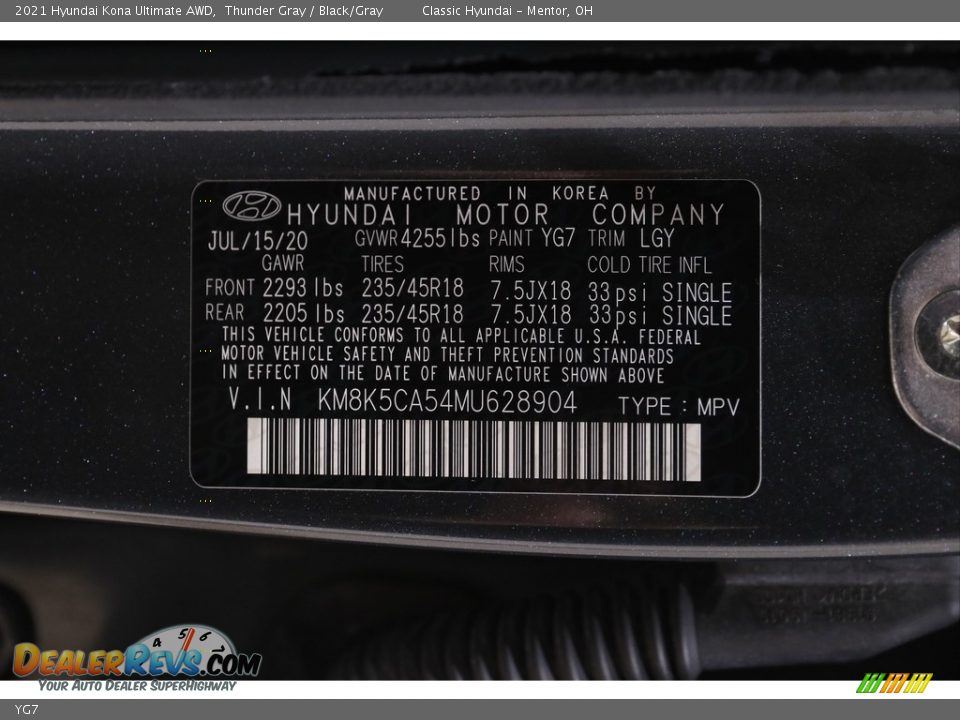 2021 Hyundai Kona Ultimate AWD, Thunder Gray / Black/Gray Classic Hyundai - Mentor, OH
MANUFACTURED IN KOREA BY
HYUNDAI MOTOR COMPANY
JUL/15/20 GVWR 4255lbs PAINT YG7 TRIM LGY
GAWR TIRES RIMS COLD TIRE INFL
FRONT 2293 lbs 235/45R18 7.5JX18 33psi SINGLE
REAR 2205 lbs 235/45R18 7.5JX18 33psi SINGLE
THIS VEHICLE CONFORMS TO ALL APPLICABLE U.S.A. FEDERAL
MOTOR VEHICLE SAFETY AND THEFT PREVENTION STANDARDS
IN EFFECT ON THE DATE OF MANUFACTURE SHOWN ABOVE
V.I.N KM8K5CA54MU628904 TYPE : MPV
4 5 6
DEALERREVS.COM
YOUR AUTO DEALER SUPERHIGHWAY
YG7